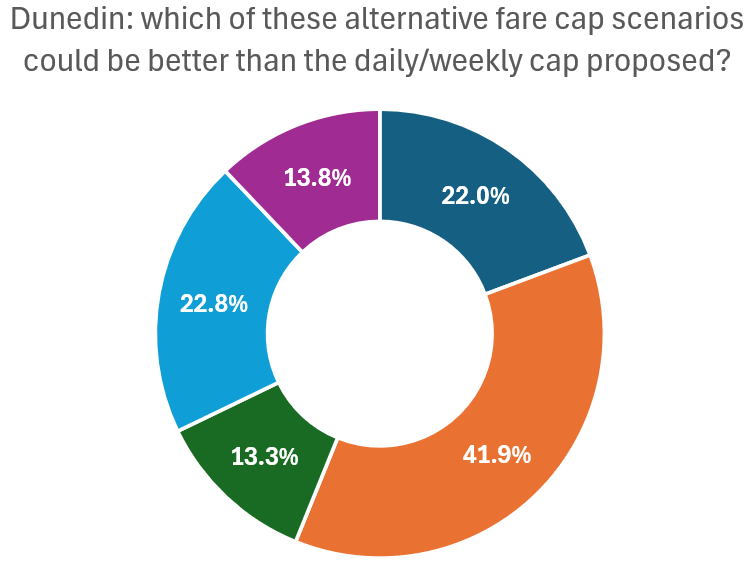 Dunedin: which of these alternative fare cap scenarios
could be better than the daily/weekly cap proposed?
13.8%
22.0%
22.8%
41.9%
13.3%